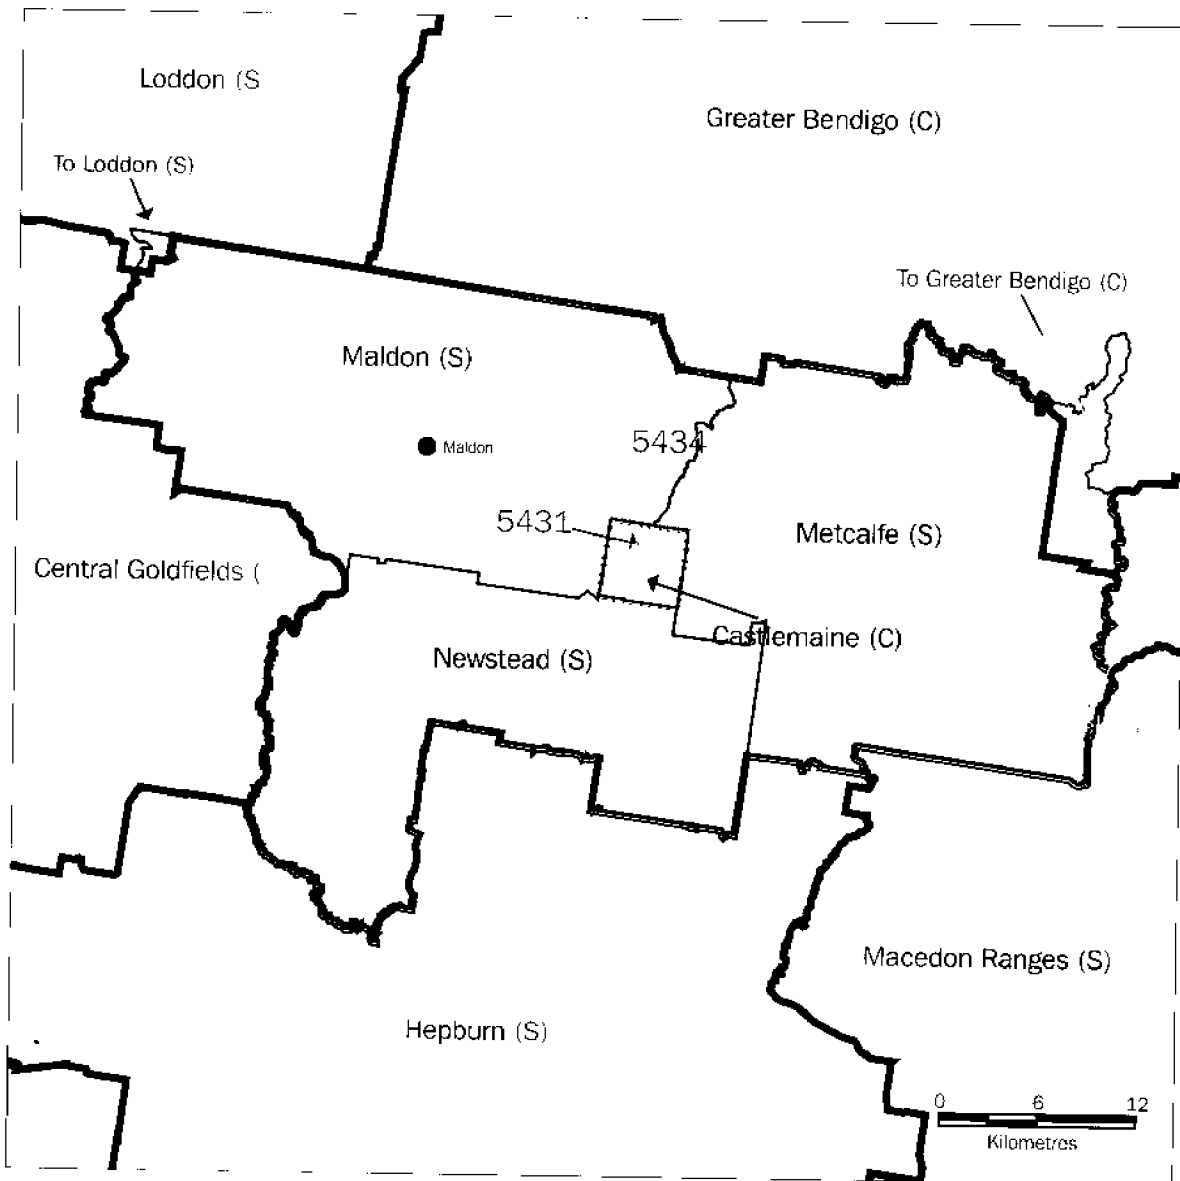 Loddon (S
Greater Bendigo (C)
To Loddon (S)
To Greater Bendigo (C)
Maldon (S)
5434
Maldon
5431
Metcalfe (S)
Central Goldfields (
Castlemaine (C)
Newstead (S)
Macedon Ranges (S)
Hepburn (S)
0 6 12
Kilometres